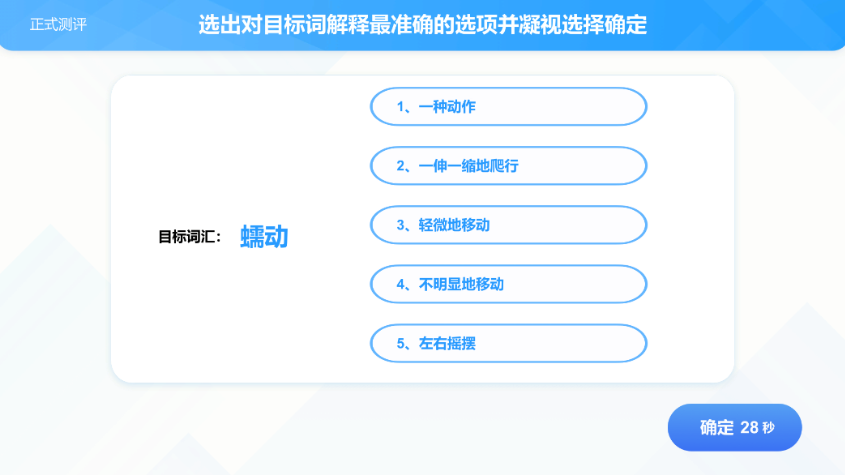 正式测评
选出对目标词解释最准确的选项并凝视选择确定
1、一种动作
2、一伸一缩地爬行
目标词汇： 蠕动
3、轻微地移动
4、不明显地移动
5、左右摇摆
确定 28 秒